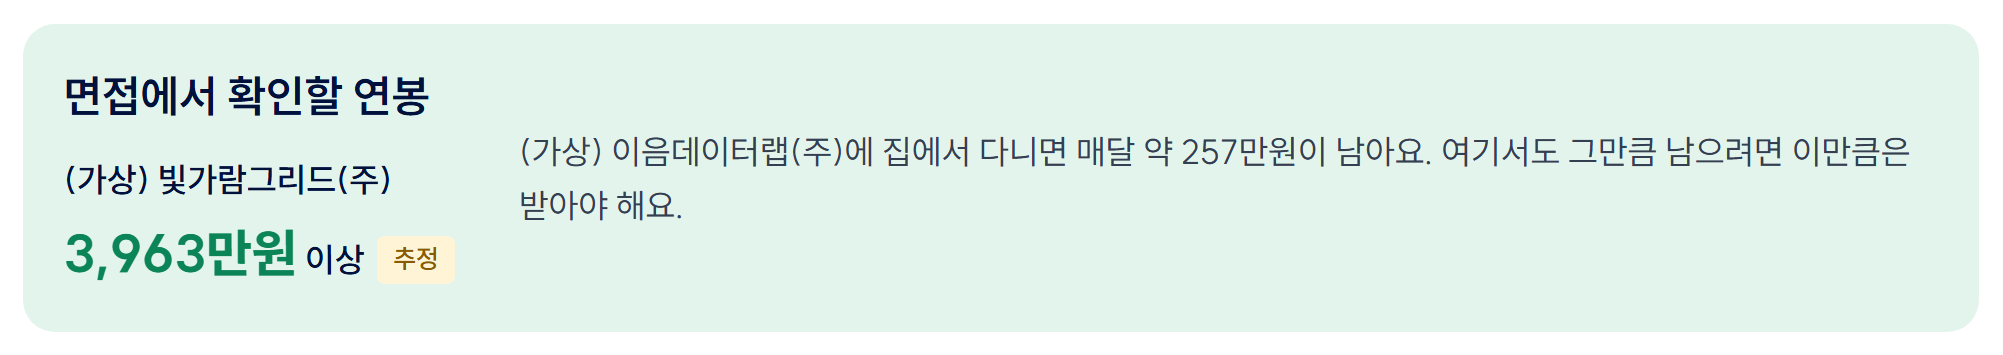 면접에서 확인할 연봉
(가상) 빛가람그리드(주)
3,963만원 이상 추정
(가상) 이음데이터랩(주)에 집에서 다니면 매달 약 257만원이 남아요. 여기서도 그만큼 남으려면 이만큼은
받아야 해요.